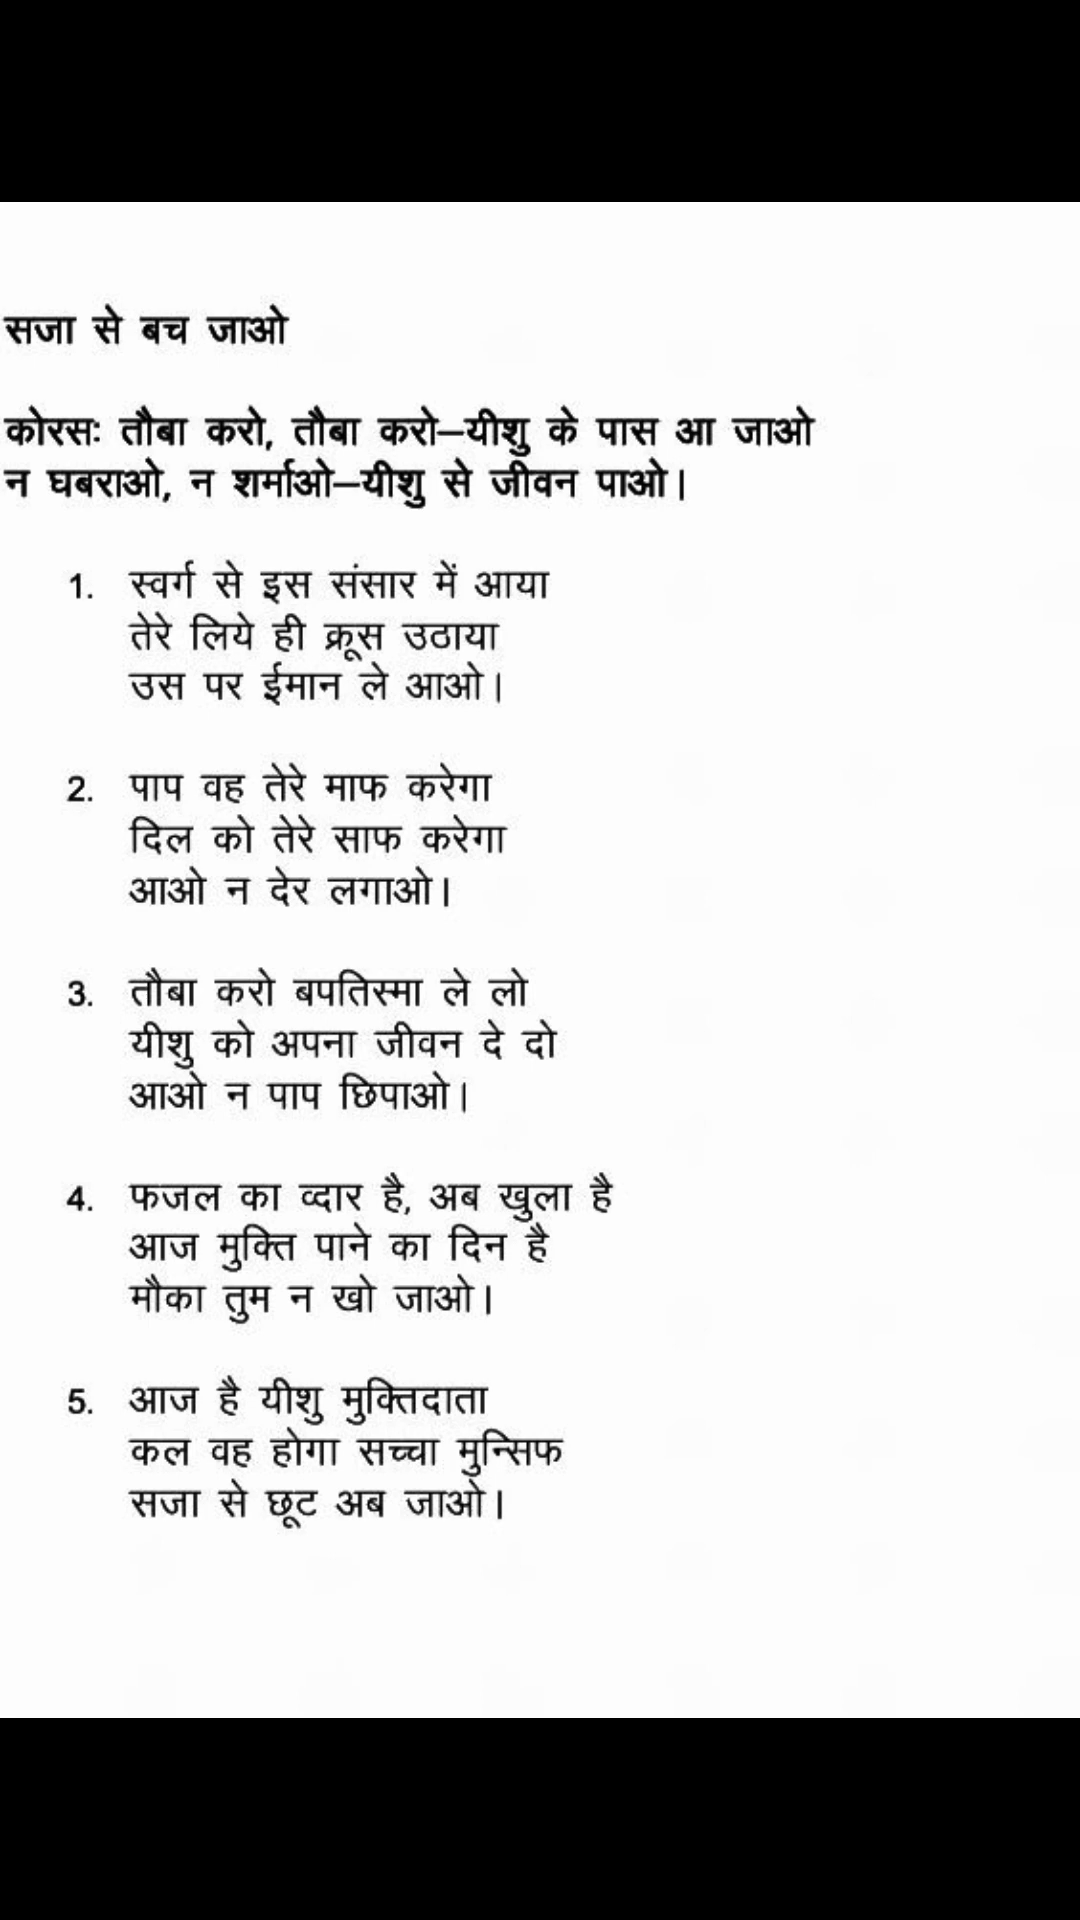 सजा से बच जाओ
कोरसः तौबा करो, तौबा करो–यीशु के पास आ जाओ
न घबराओ, न शर्माओ–यीशु से जीवन पाओ।
1. स्वर्ग से इस संसार में आया
तेरे लिये ही क्रूस उठाया
उस पर ईमान ले आओ।
2. पाप वह तेरे माफ करेगा
दिल को तेरे साफ करेगा
आओ न देर लगाओ।
3. तौबा करो बपतिस्मा ले लो
यीशु को अपना जीवन दे दो
आओ न पाप छिपाओ।
4. फजल का व्दार है, अब खुला है
आज मुक्ति पाने का दिन है
मौका तुम न खो जाओ।
5. आज है यीशु मुक्तिदाता
कल वह होगा सच्चा मुन्सिफ
सजा से छूट अब जाओ।